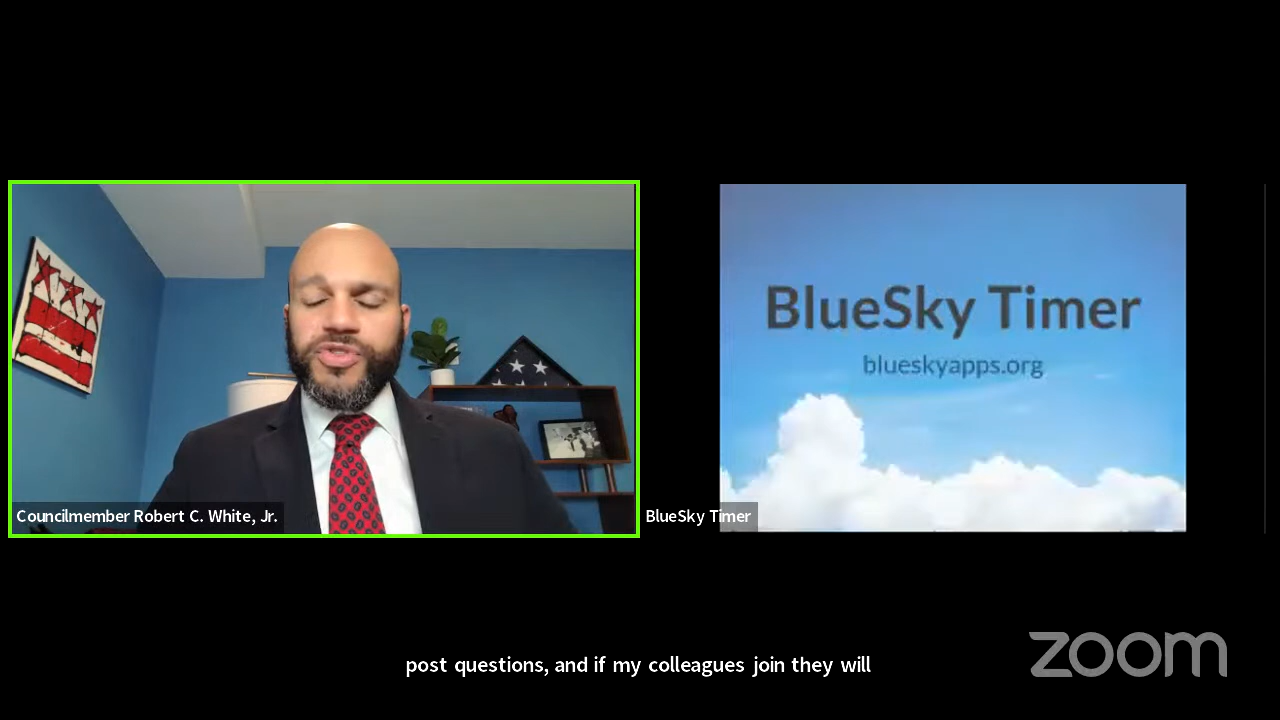 BlueSky Timer
blueskyapps.org
Councilmember Robert C. White, Jr.
BlueSky Timer
post questions, and if my colleagues join they will
zoom